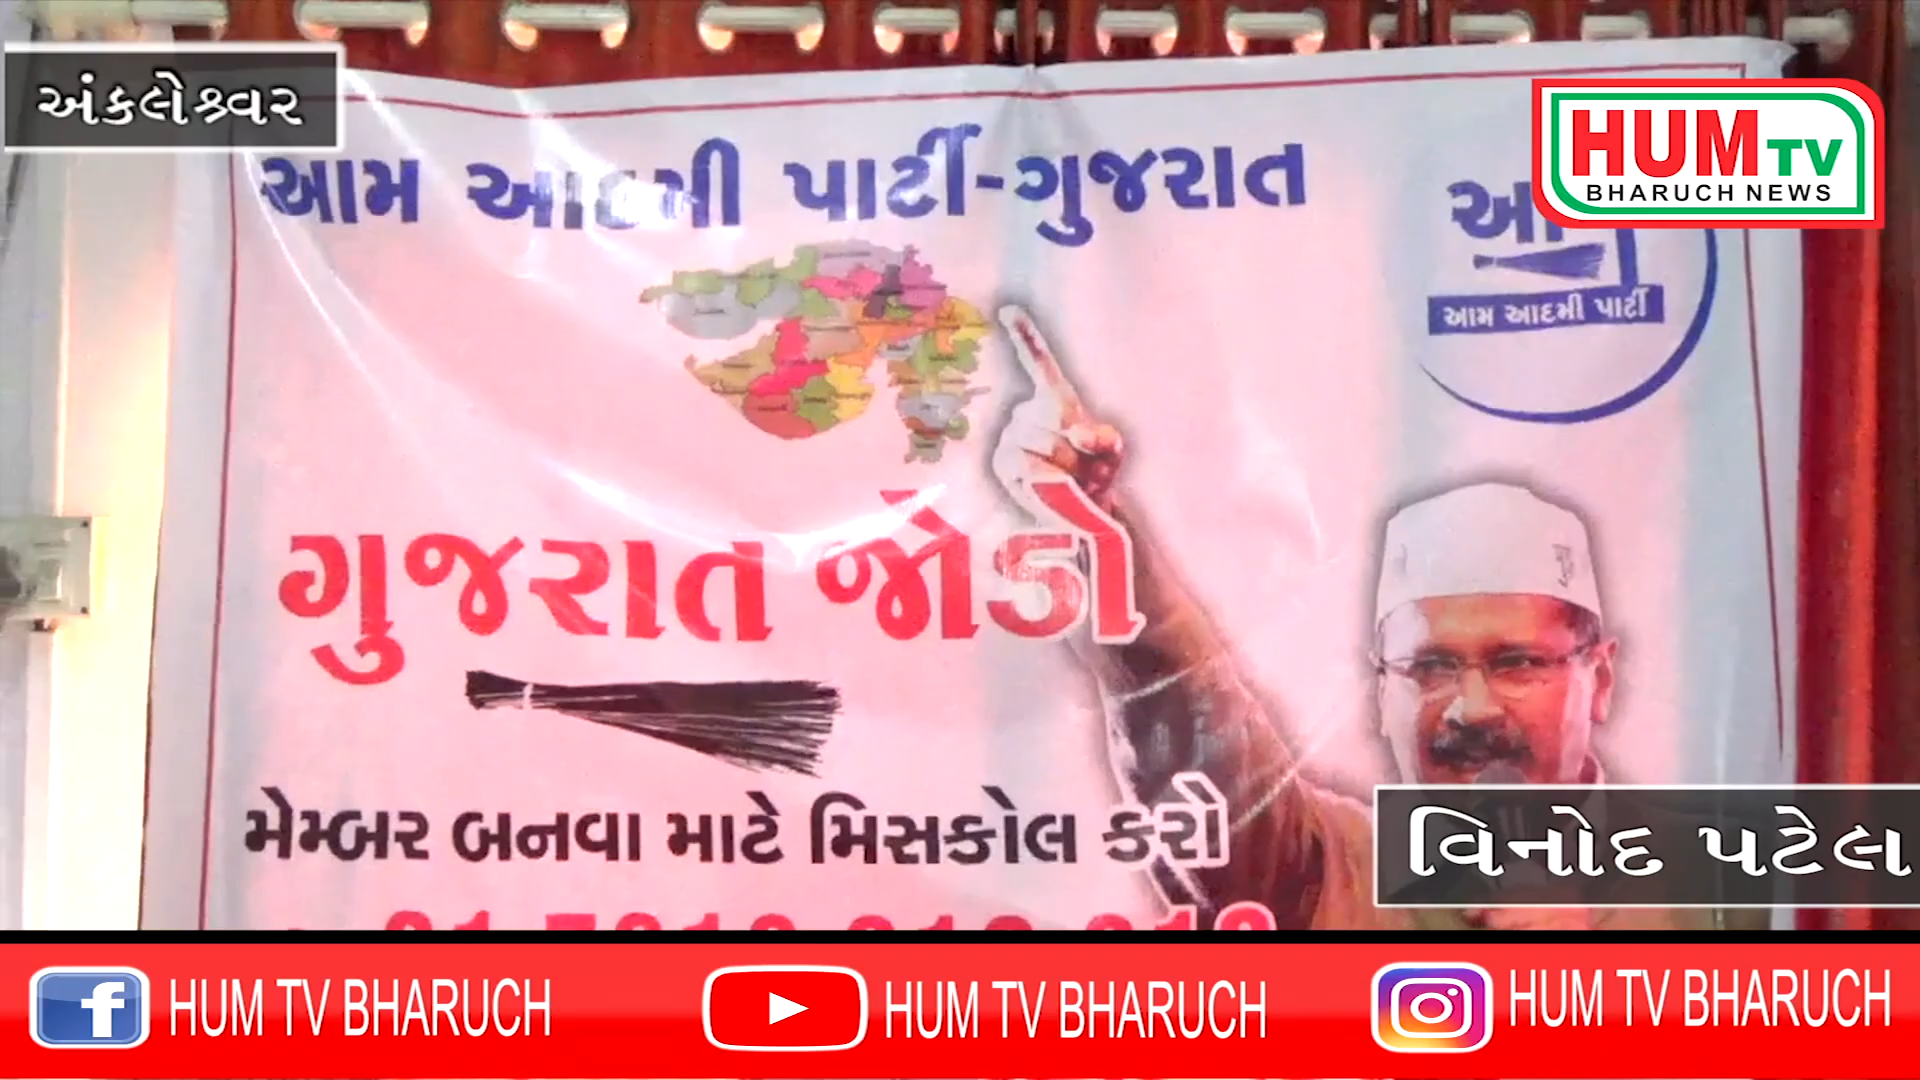 અંકલેશ્વર
HUM TV
BHARUCH NEWS
આમ આદમી પાર્ટી-ગુજરાત
આમ આદમી પાર્ટી
ગુજરાત જોડો
મેમ્બર બનવા માટે મિસકોલ કરો
વિનોદ પટેલ
HUM TV BHARUCH
HUM TV BHARUCH
HUM TV BHARUCH